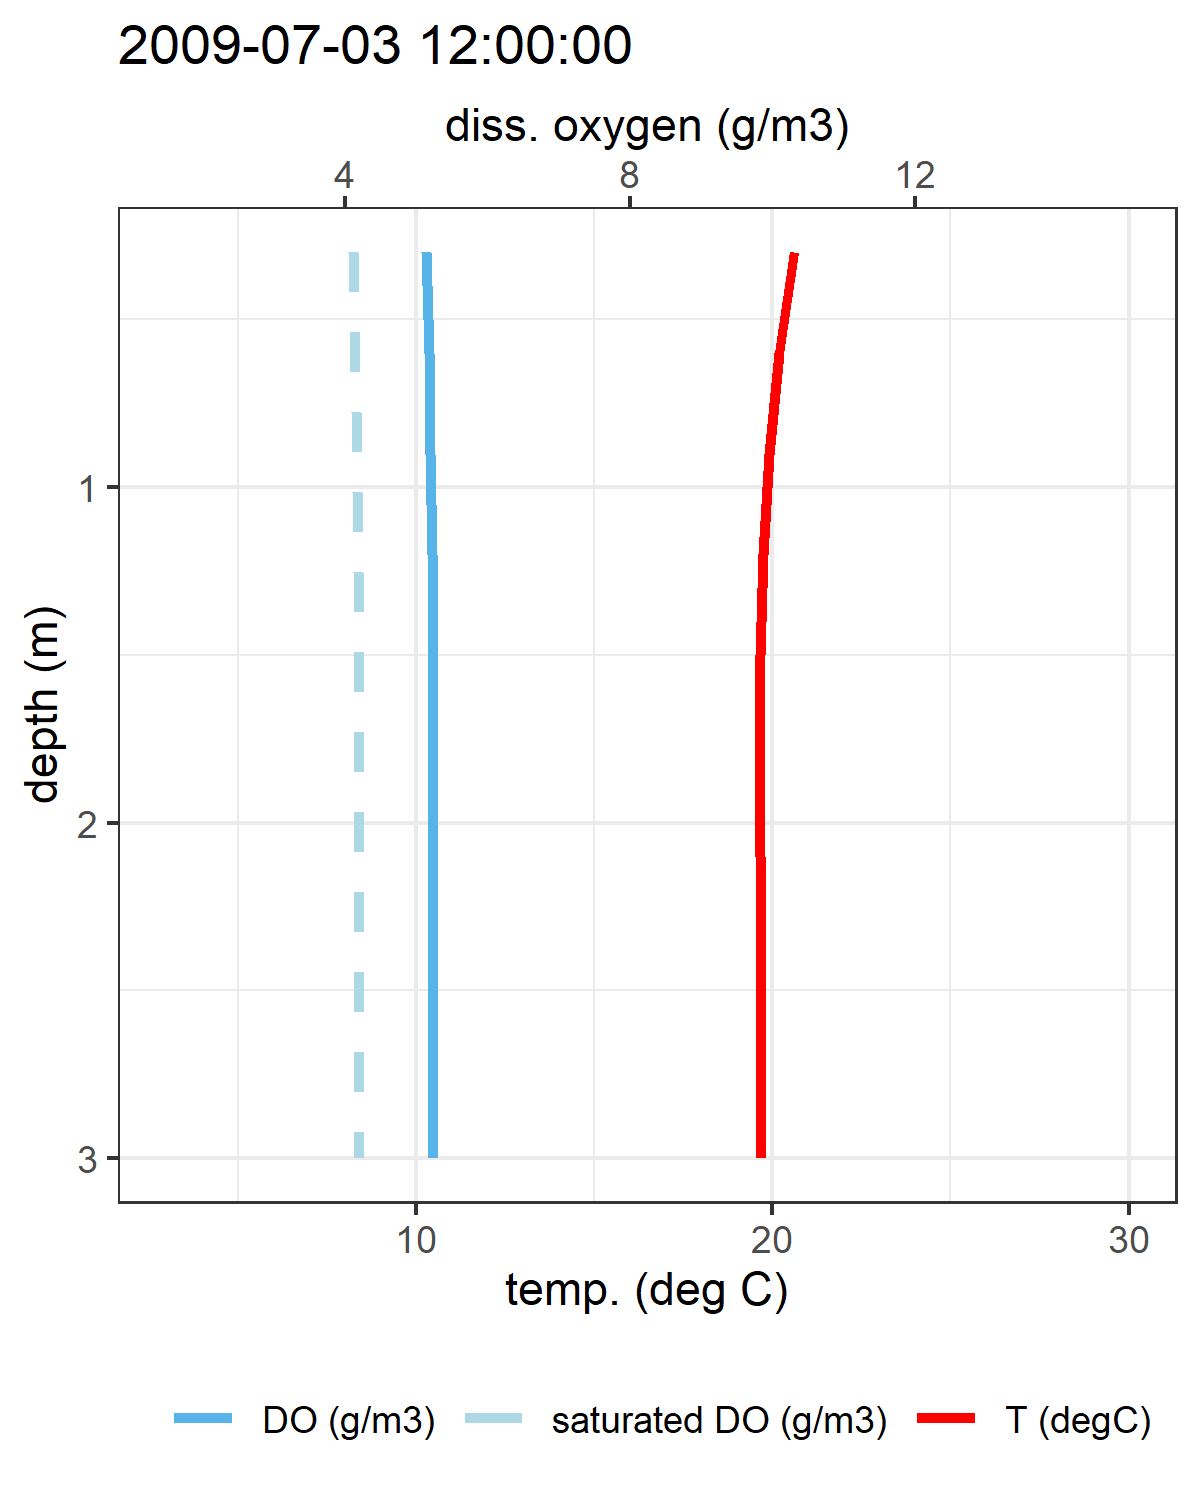 2009-07-03 12:00:00
diss. oxygen (g/m3)
4 8 12
depth (m)
1
2
3
10 20 30
temp. (deg C)
DO (g/m3) saturated DO (g/m3) T (degC)